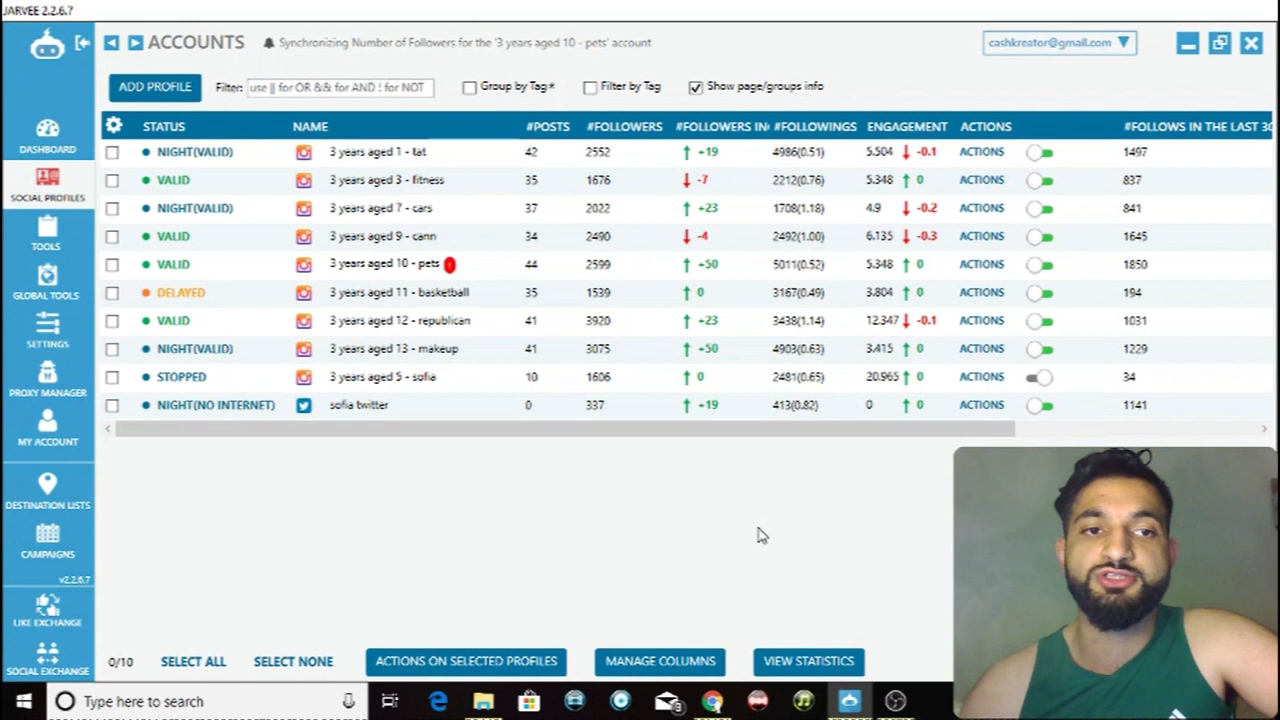 JARVEE 2.2.6.7
ACCOUNTS
Synchronizing Number of Followers for the '3 years aged 10 - pets' account
cashkreator@gmail.com
ADD PROFILE
Filter:
use || for OR && for AND ! for NOT
Group by Tag*
Filter by Tag
Show page/groups info
STATUS NAME #POSTS #FOLLOWERS #FOLLOWERS IN #FOLLOWINGS ENGAGEMENT ACTIONS #FOLLOWS IN THE LAST 30
NIGHT(VALID) 3 years aged 1 - tat 42 2552 +19 4986(0.51) 5.504 -0.1 ACTIONS 1497
VALID 3 years aged 3 - fitness 35 1676 -7 2212(0.76) 5.348 0 ACTIONS 837
NIGHT(VALID) 3 years aged 7 - cars 37 2022 +23 1708(1.18) 4.9 -0.2 ACTIONS 841
VALID 3 years aged 9 - cann 34 2490 -4 2492(1.00) 6.135 -0.3 ACTIONS 1645
VALID 3 years aged 10 - pets 44 2599 +50 5011(0.52) 5.348 0 ACTIONS 1850
DELAYED 3 years aged 11 - basketball 35 1539 0 3167(0.49) 3.804 0 ACTIONS 194
VALID 3 years aged 12 - republican 41 3920 +23 3438(1.14) 12.347 -0.1 ACTIONS 1031
NIGHT(VALID) 3 years aged 13 - makeup 41 3075 +50 4903(0.63) 3.415 0 ACTIONS 1229
STOPPED 3 years aged 5 - sofia 10 1606 0 2481(0.65) 20.965 0 ACTIONS 34
NIGHT(NO INTERNET) sofia twitter 0 337 +19 413(0.82) 0 0 ACTIONS 1141
DASHBOARD
SOCIAL PROFILES
TOOLS
GLOBAL TOOLS
SETTINGS
PROXY MANAGER
MY ACCOUNT
DESTINATION LISTS
CAMPAIGNS
v2.2.6.7
LIKE EXCHANGE
SOCIAL EXCHANGE
0/10
SELECT ALL
SELECT NONE
ACTIONS ON SELECTED PROFILES
MANAGE COLUMNS
VIEW STATISTICS
Type here to search
3